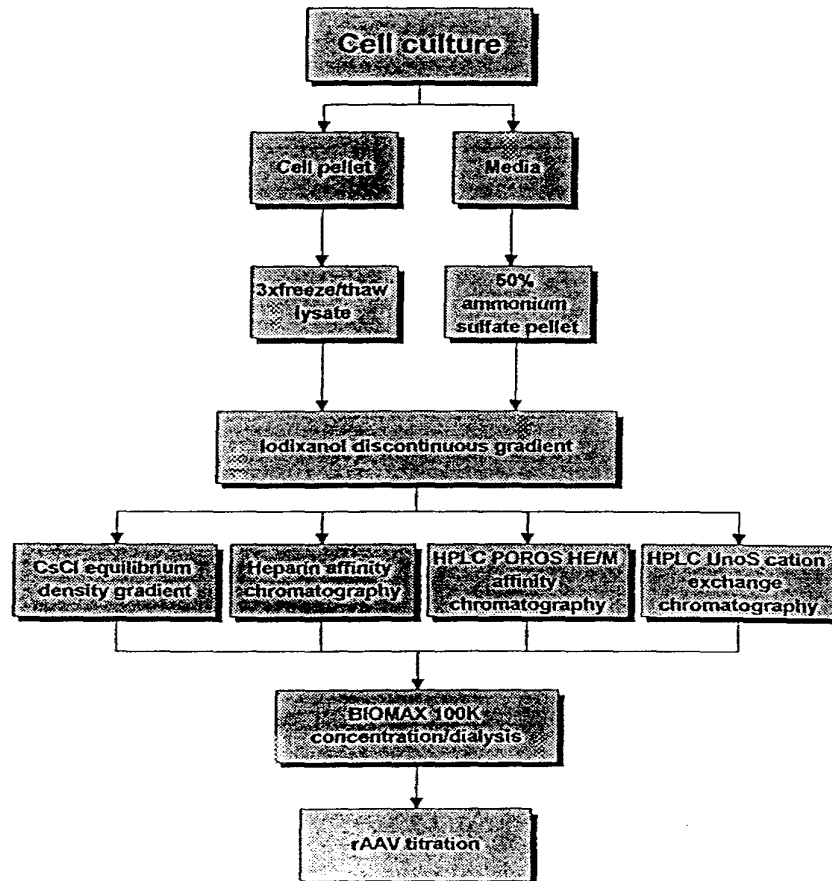 Cell culture
Cell pellet
Media
3xfreeze/thaw
lysate
50%
ammonium
sulfate pellet
Iodixanol discontinuous gradient
CsCl equilibrium
density gradient
Heparin affinity
chromatography
HPLC POROS HE/M
affinity
chromatography
HPLC UnoS cation
exchange
chromatography
BIOMAX 100K
concentration/dialysis
rAAV titration